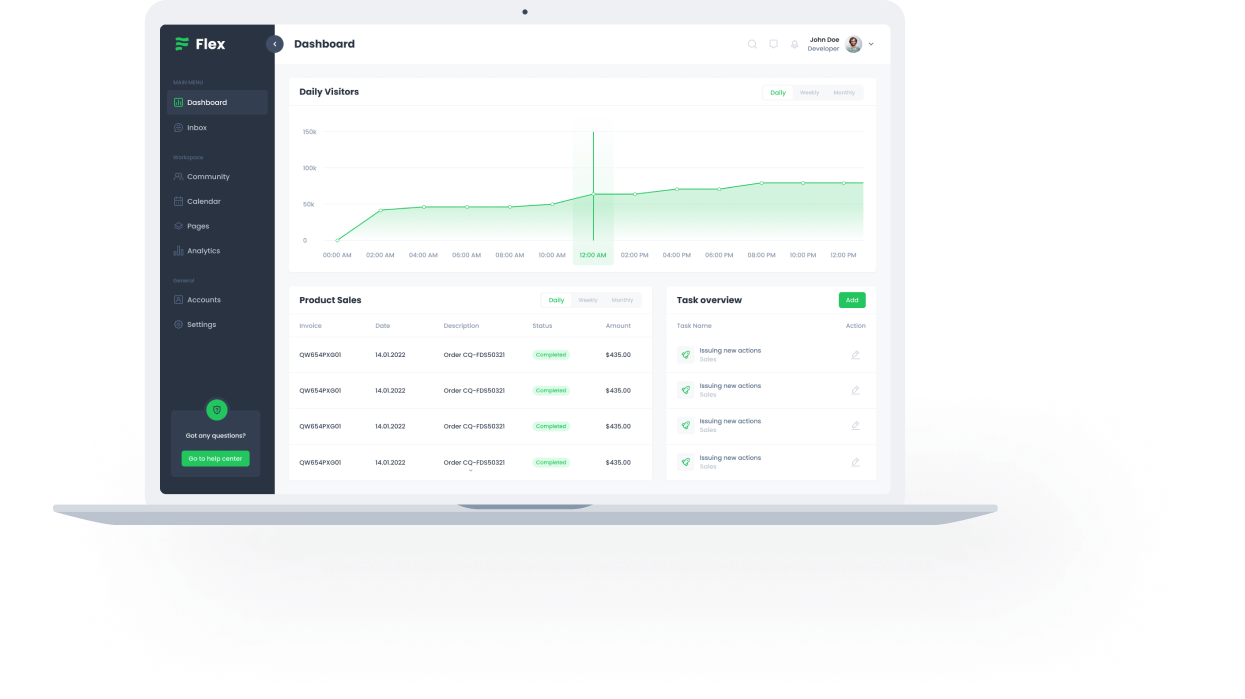 Flex
Dashboard
John Doe
Developer
MAIN MENU
Dashboard
Inbox
Workspace
Community
Calendar
Pages
Analytics
General
Accounts
Settings
Got any questions?
Go to help center
Daily Visitors
Daily Weekly Monthly
150k
100k
50k
0
00:00 AM 02:00 AM 04:00 AM 06:00 AM 08:00 AM 10:00 AM 12:00 AM 02:00 PM 04:00 PM 06:00 PM 08:00 PM 10:00 PM 12:00 PM
Product Sales
Daily Weekly Monthly
Invoice Date Description Status Amount
QW654PXG01 14.01.2022 Order CQ-FDS50321 Completed $435.00
QW654PXG01 14.01.2022 Order CQ-FDS50321 Completed $435.00
QW654PXG01 14.01.2022 Order CQ-FDS50321 Completed $435.00
QW654PXG01 14.01.2022 Order CQ-FDS50321 Completed $435.00
Task overview
Add
Task Name Action
Issuing new actions
Sales
Issuing new actions
Sales
Issuing new actions
Sales
Issuing new actions
Sales